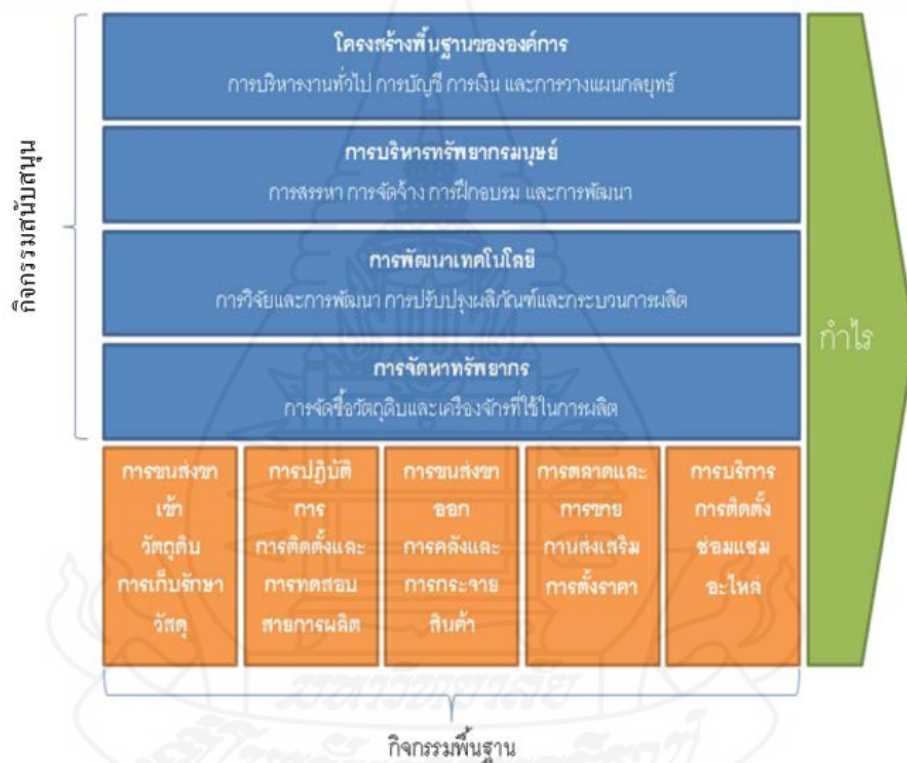 โครงสร้างพื้นฐานขององค์การ
การบริหารงานทั่วไป การบัญชี การเงิน และการวางแผนกลยุทธ์
การบริหารทรัพยากรมนุษย์
การสรรหา การจัดจ้าง การฝึกอบรม และการพัฒนา
กิจกรรมสนับสนุน
การพัฒนาเทคโนโลยี
การวิจัยและการพัฒนา การปรับปรุงผลิภัณฑ์และกระบวนการผลิต
การจัดหาทรัพยากร
การจัดซื้อวัตถุดิบและเครื่องจักรที่ใช้ในการผลิต
กำไร
การขนส่งขา
เข้า
วัตถุดิบ
การเก็บรักษา
วัสดุ
การปฏิบัติ
การ
การติดตั้งและ
การทดสอบ
สายการผลิต
การขนส่งขา
ออก
การคลังและ
การกระจาย
สินค้า
การตลาดและ
การขาย
การส่งเสริม
การตั้งราคา
การบริการ
การติดตั้ง
ซ่อมแซม
อะไหล่
มหาวิทยาลัย
กิจกรรมพื้นฐาน